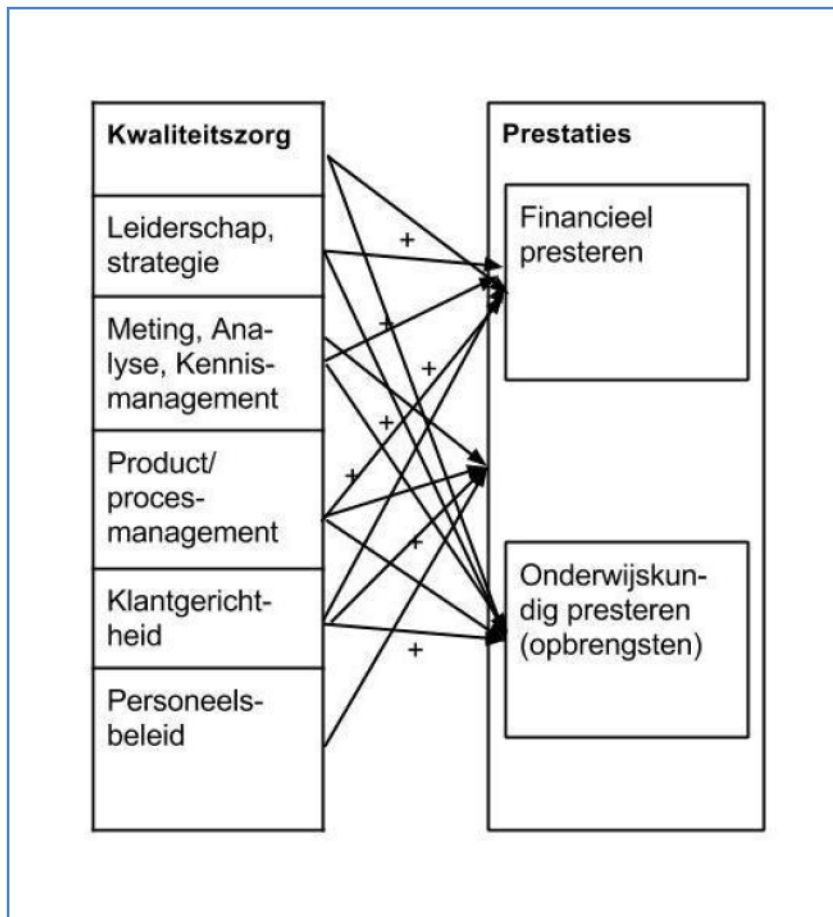 Kwaliteitszorg
Leiderschap,
strategie
Meting, Ana-
lyse, Kennis-
management
Product/
proces-
management
Klantgericht-
heid
Personeels-
beleid
+
+
+
+
+
+
+
Prestaties
Financieel
presteren
Onderwijskun-
dig presteren
(opbrengsten)